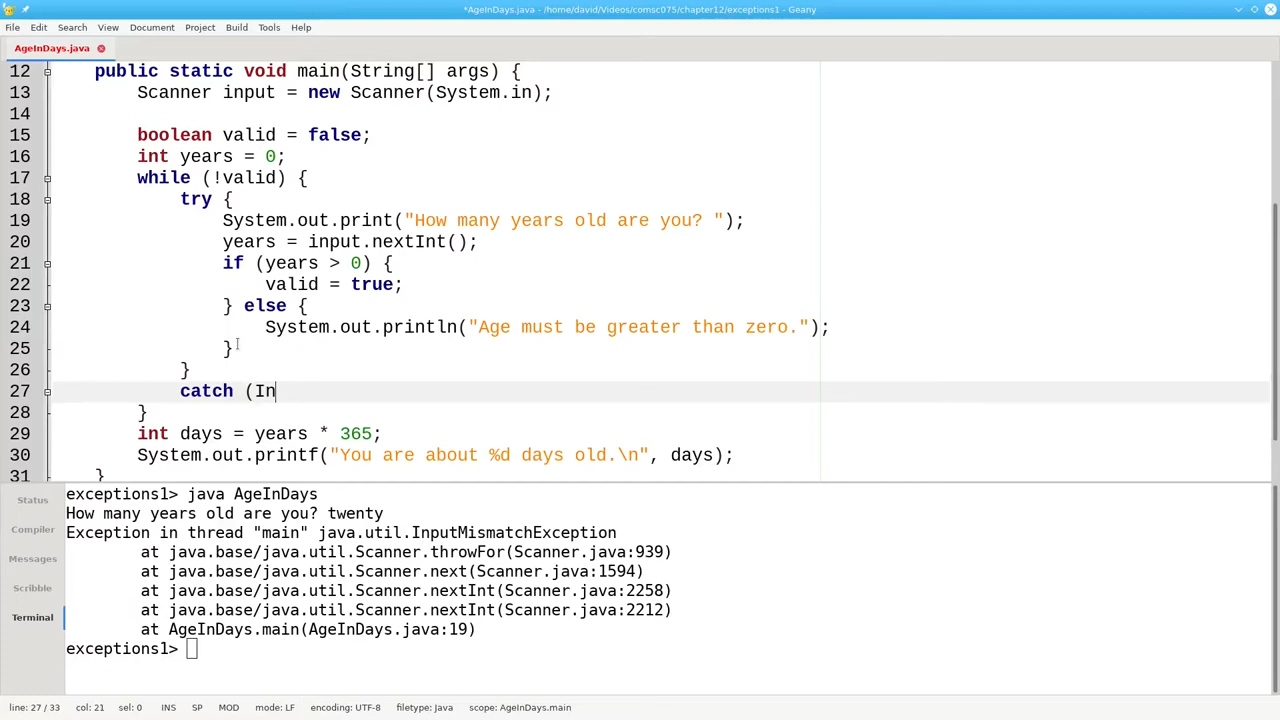 *AgeInDays.java - /home/david/Videos/comsc075/chapter12/exceptions1 - Geany
File Edit Search View Document Project Build Tools Help
AgeInDays.java
12 public static void main(String[] args) {
13 Scanner input = new Scanner(System.in);
14
15 boolean valid = false;
16 int years = 0;
17 while (!valid) {
18 try {
19 System.out.print("How many years old are you? ");
20 years = input.nextInt();
21 if (years > 0) {
22 valid = true;
23 } else {
24 System.out.println("Age must be greater than zero.");
25 }
26 }
27 catch (In
28 }
29 int days = years * 365;
30 System.out.printf("You are about %d days old.\n", days);
31 }
Status
Compiler
Messages
Scribble
Terminal
exceptions1> java AgeInDays
How many years old are you? twenty
Exception in thread "main" java.util.InputMismatchException
at java.base/java.util.Scanner.throwFor(Scanner.java:939)
at java.base/java.util.Scanner.next(Scanner.java:1594)
at java.base/java.util.Scanner.nextInt(Scanner.java:2258)
at java.base/java.util.Scanner.nextInt(Scanner.java:2212)
at AgeInDays.main(AgeInDays.java:19)
exceptions1>
line: 27 / 33 col: 21 sel: 0 INS SP MOD mode: LF encoding: UTF-8 filetype: Java scope: AgeInDays.main